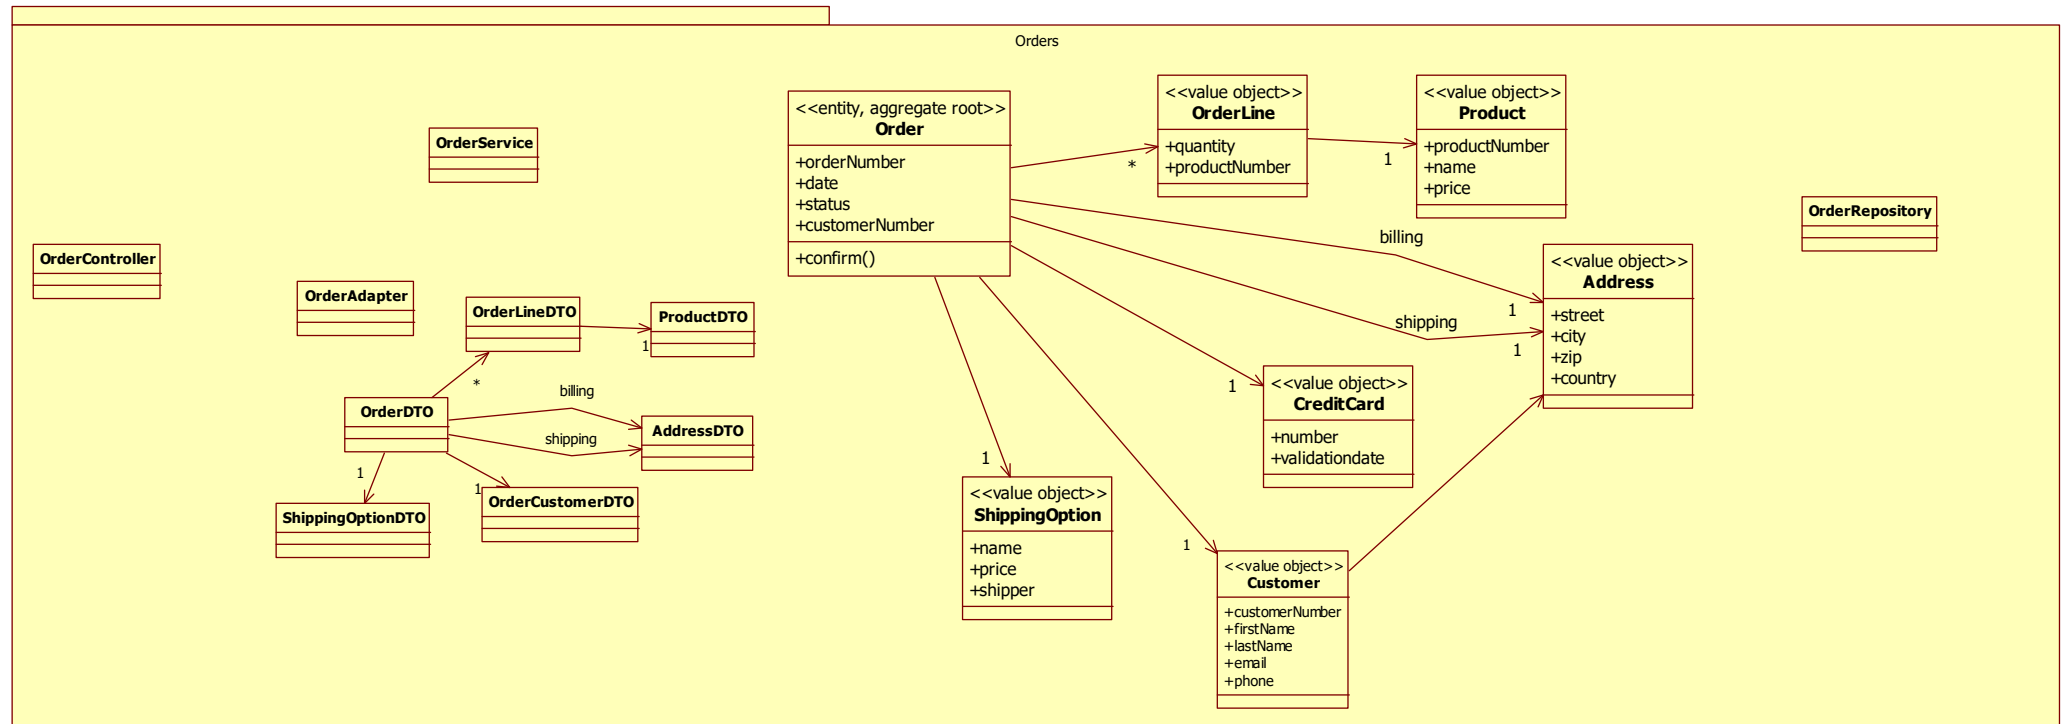 Orders
OrderController
OrderService
OrderAdapter
OrderLineDTO
1
ProductDTO
*
OrderDTO
billing
shipping
AddressDTO
1
ShippingOptionDTO
1
OrderCustomerDTO
<<entity, aggregate root>>
Order
+orderNumber
+date
+status
+customerNumber
+confirm()
*
<<value object>>
OrderLine
+quantity
+productNumber
1
<<value object>>
Product
+productNumber
+name
+price
billing
1
shipping
1
<<value object>>
Address
+street
+city
+zip
+country
1
<<value object>>
CreditCard
+number
+validationdate
1
<<value object>>
ShippingOption
+name
+price
+shipper
1
<<value object>>
Customer
+customerNumber
+firstName
+lastName
+email
+phone
OrderRepository